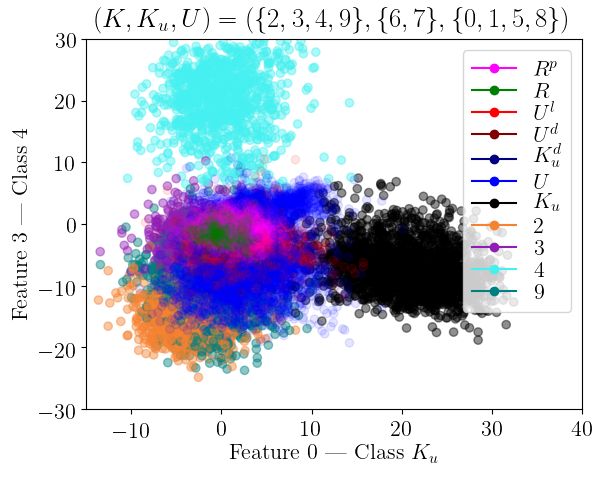 (K, K_u, U) = ({2, 3, 4, 9}, {6, 7}, {0, 1, 5, 8})
Feature 3 — Class 4
30
20
10
0
−10
−20
−30
−10
0
10
20
30
40
Feature 0 — Class K_u
R^p
R
U^l
U^d
K_u^d
U
K_u
2
3
4
9